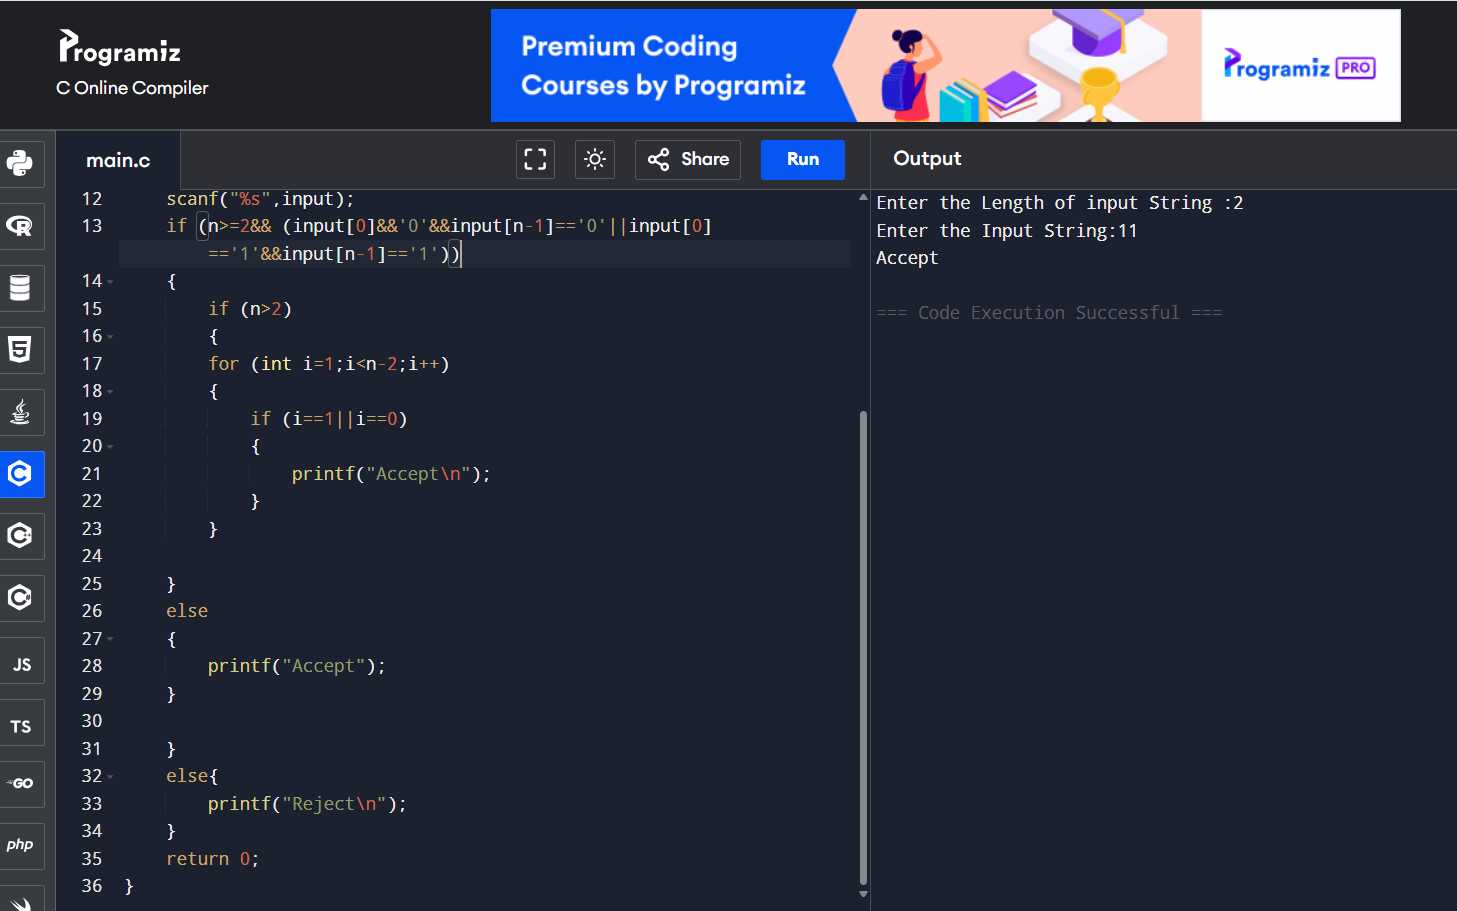 Programiz
C Online Compiler
Premium Coding
Courses by Programiz
Programiz PRO
main.c
Share
Run
Output
12 scanf("%s",input);
13 if (n>=2&& (input[0]&&'0'&&input[n-1]=='0'||input[0]
=='1'&&input[n-1]=='1'))
14 {
15 if (n>2)
16 {
17 for (int i=1;i<n-2;i++)
18 {
19 if (i==1||i==0)
20 {
21 printf("Accept\n");
22 }
23 }
24
25 }
26 else
27 {
28 printf("Accept");
29 }
30
31 }
32 else{
33 printf("Reject\n");
34 }
35 return 0;
36 }
Enter the Length of input String :2
Enter the Input String:11
Accept
=== Code Execution Successful ===
R
5
C
C
C
JS
TS
GO
php